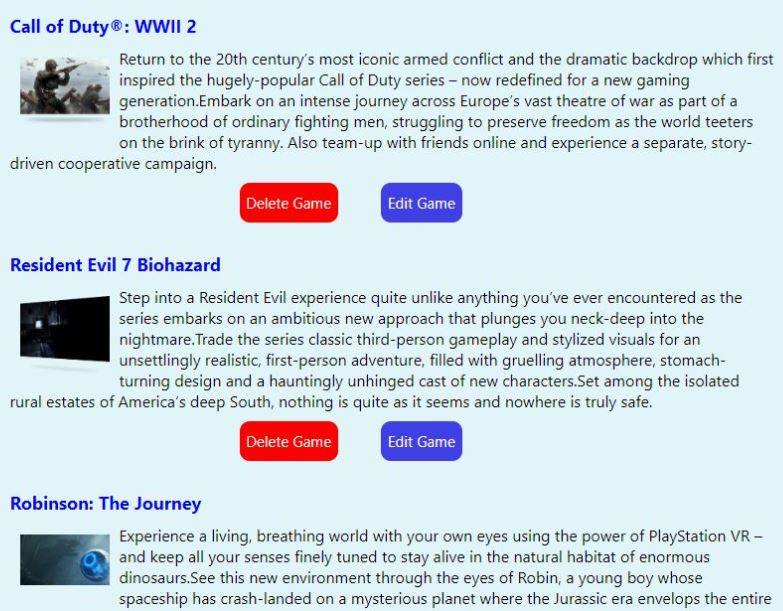 Call of Duty®: WWII 2
Return to the 20th century's most iconic armed conflict and the dramatic backdrop which first
inspired the hugely-popular Call of Duty series – now redefined for a new gaming
generation.Embark on an intense journey across Europe's vast theatre of war as part of a
brotherhood of ordinary fighting men, struggling to preserve freedom as the world teeters
on the brink of tyranny. Also team-up with friends online and experience a separate, story-
driven cooperative campaign.
Delete Game Edit Game
Resident Evil 7 Biohazard
Step into a Resident Evil experience quite unlike anything you've ever encountered as the
series embarks on an ambitious new approach that plunges you neck-deep into the
nightmare.Trade the series classic third-person gameplay and stylized visuals for an
unsettlingly realistic, first-person adventure, filled with gruelling atmosphere, stomach-
turning design and a hauntingly unhinged cast of new characters.Set among the isolated
rural estates of America's deep South, nothing is quite as it seems and nowhere is truly safe.
Delete Game Edit Game
Robinson: The Journey
Experience a living, breathing world with your own eyes using the power of PlayStation VR –
and keep all your senses finely tuned to stay alive in the natural habitat of enormous
dinosaurs.See this new environment through the eyes of Robin, a young boy whose
spaceship has crash-landed on a mysterious planet where the Jurassic era envelops the entire